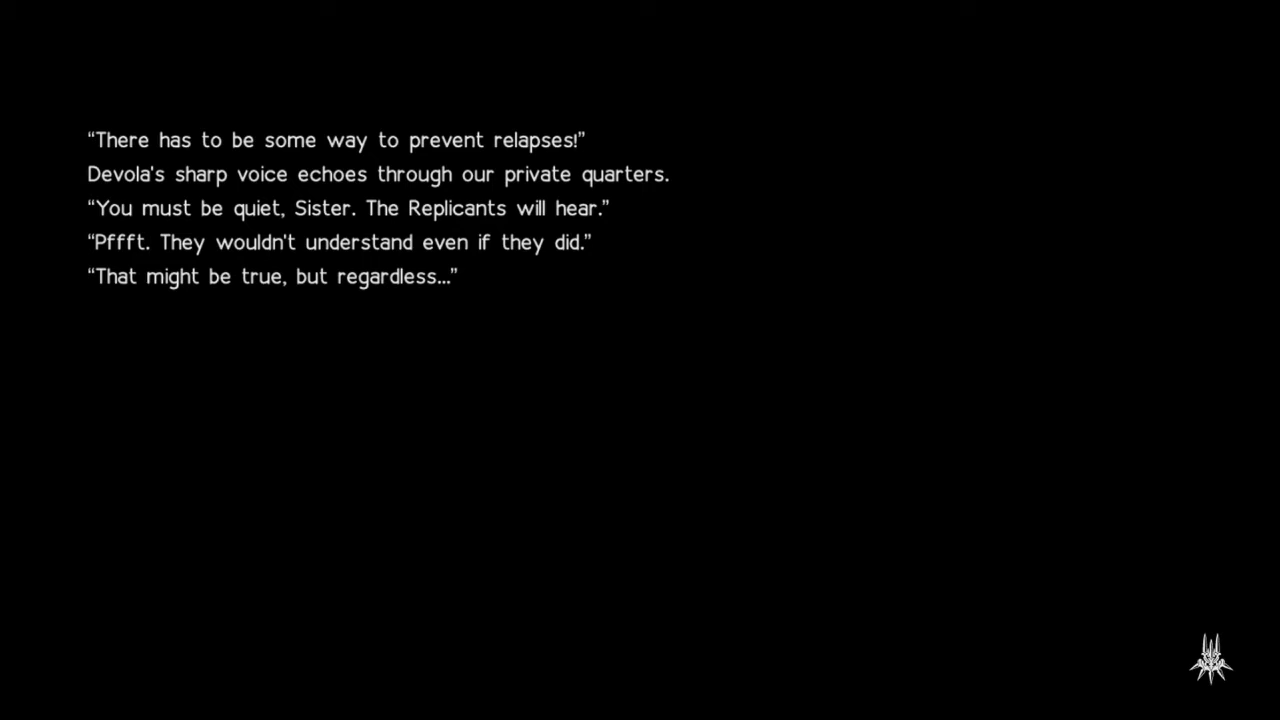 “There has to be some way to prevent relapses!”
Devola's sharp voice echoes through our private quarters.
“You must be quiet, Sister. The Replicants will hear.”
“Pffft. They wouldn't understand even if they did.”
“That might be true, but regardless...”